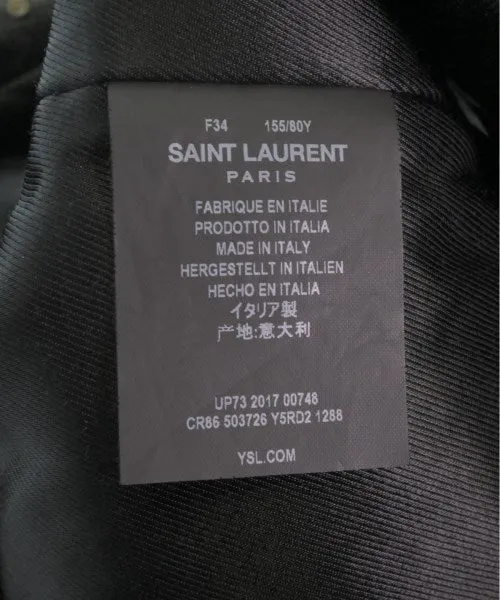 F34 155/80Y
SAINT LAURENT
PARIS
FABRIQUE EN ITALIE
PRODOTTO IN ITALIA
MADE IN ITALY
HERGESTELLT IN ITALIEN
HECHO EN ITALIA
イタリア製
产地:意大利
UP73 2017 00748
CR86 503726 Y5RD2 1288
YSL.COM